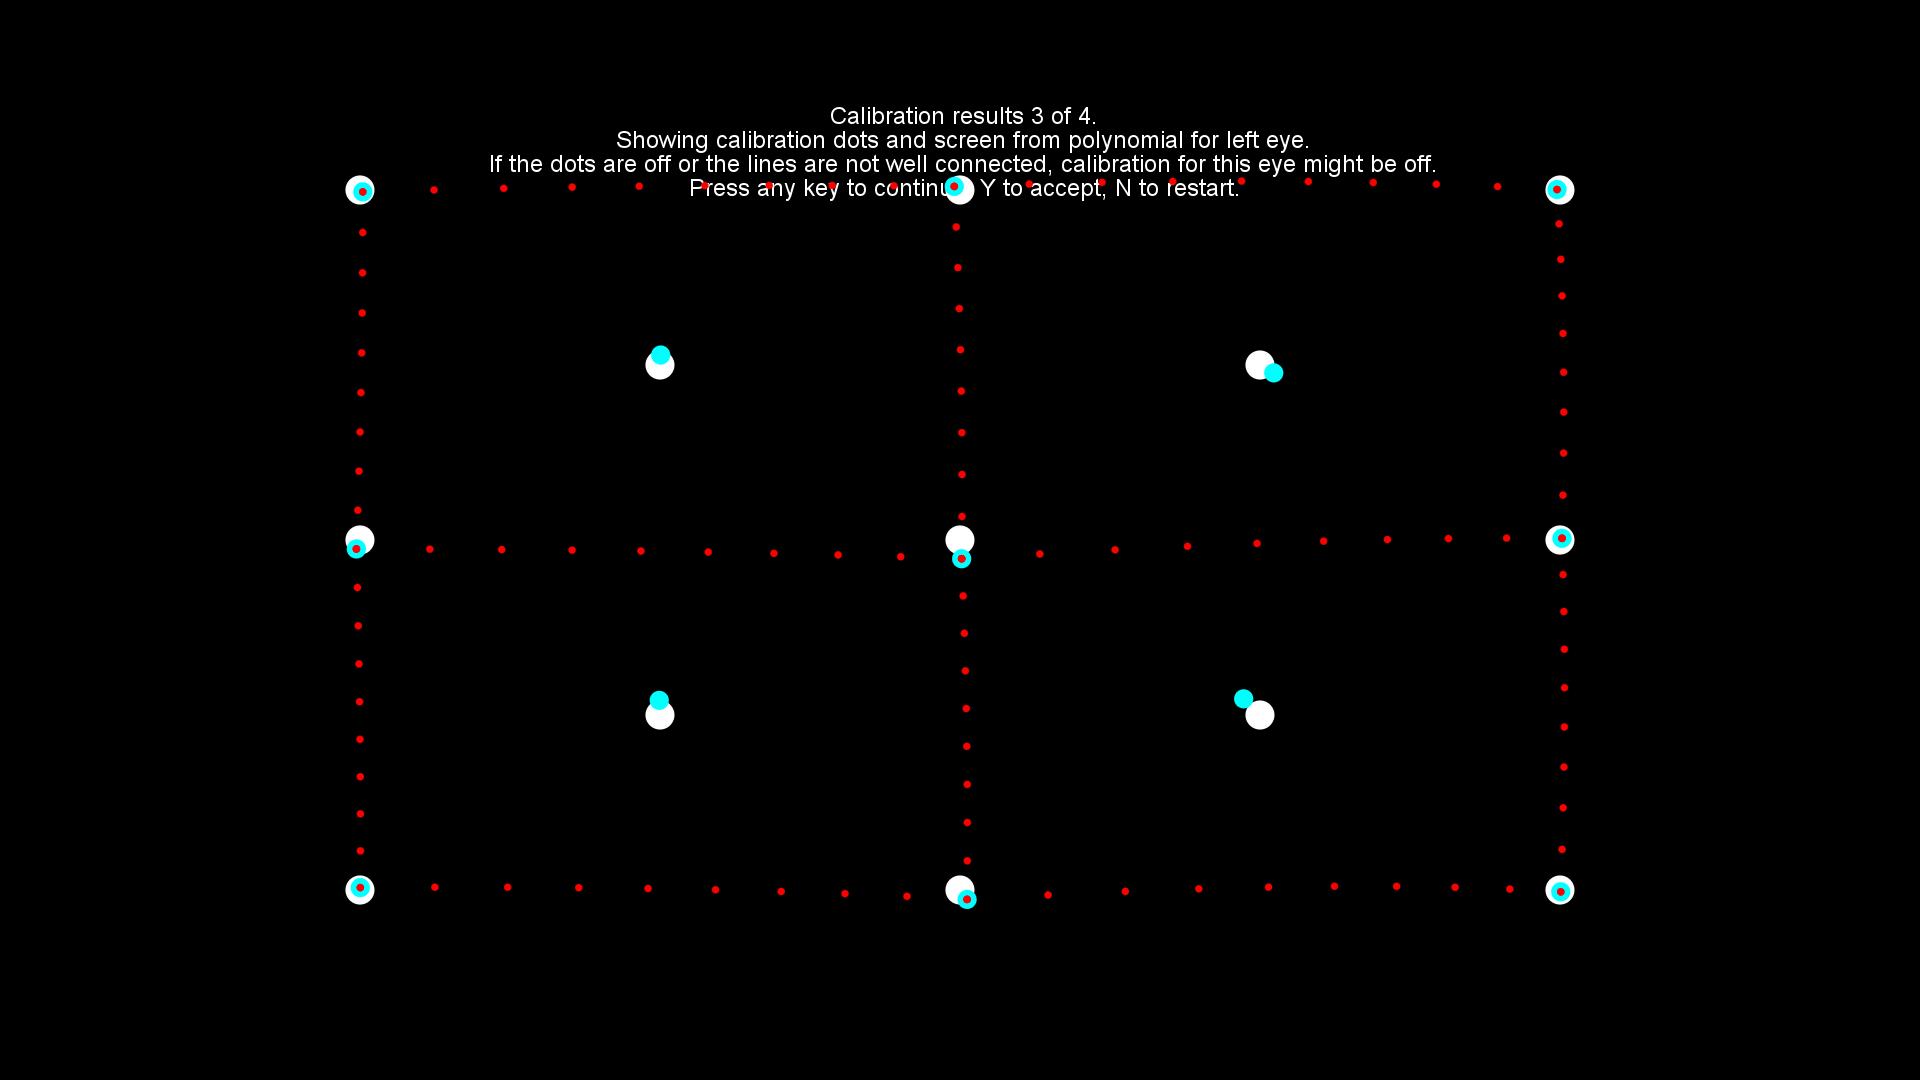 Calibration results 3 of 4.
Showing calibration dots and screen from polynomial for left eye.
If the dots are off or the lines are not well connected, calibration for this eye might be off.
Press any key to continue, Y to accept, N to restart.